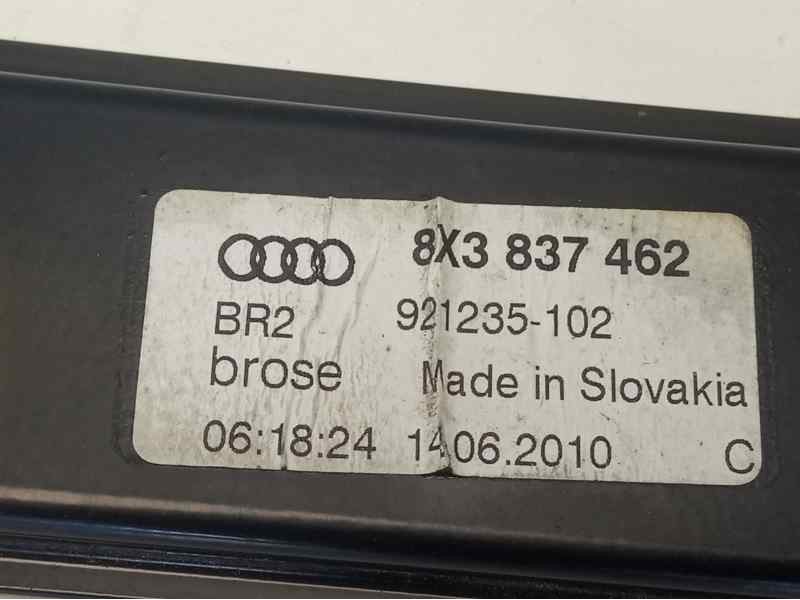 8X3 837 462
BR2 921235-102
brose Made in Slovakia
06:18:24 14.06.2010 C